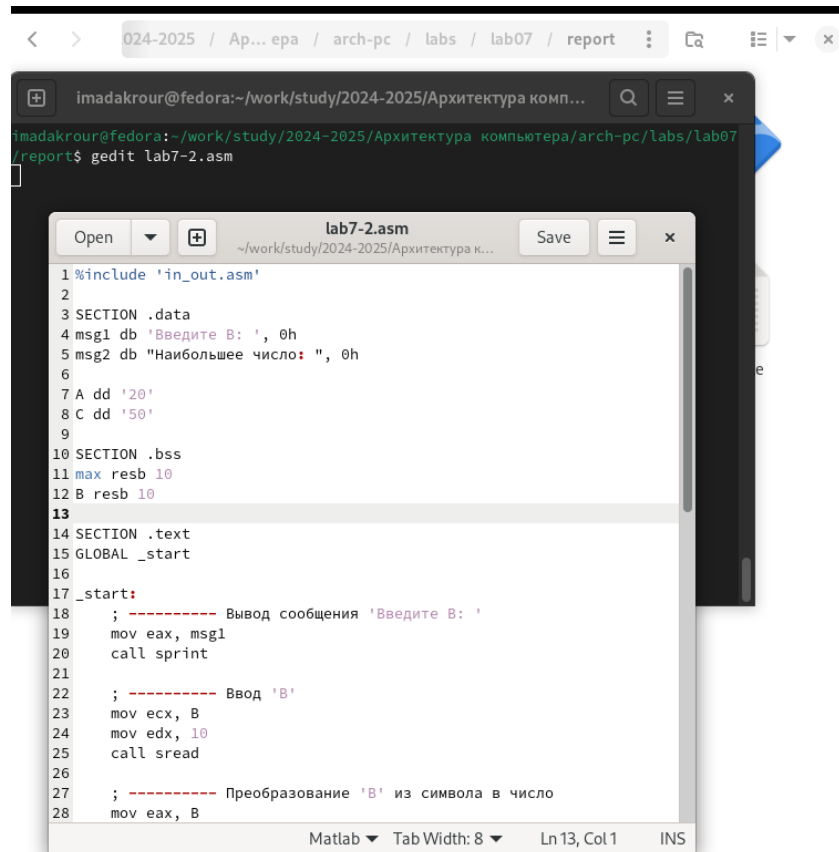 024-2025 / Ap... epa / arch-pc / labs / lab07 / report
imadakrour@fedora:~/work/study/2024-2025/Архитектура комп...
imadakrour@fedora:~/work/study/2024-2025/Архитектура компьютера/arch-pc/labs/lab07
/report$ gedit lab7-2.asm
Open
lab7-2.asm
~/work/study/2024-2025/Архитектура к...
Save
1 %include 'in_out.asm'
2
3 SECTION .data
4 msg1 db 'Введите B: ', 0h
5 msg2 db "Наибольшее число: ", 0h
6
7 A dd '20'
8 C dd '50'
9
10 SECTION .bss
11 max resb 10
12 B resb 10
13
14 SECTION .text
15 GLOBAL _start
16
17 _start:
18 ; ---------- Вывод сообщения 'Введите B: '
19 mov eax, msg1
20 call sprint
21
22 ; ---------- Ввод 'B'
23 mov ecx, B
24 mov edx, 10
25 call sread
26
27 ; ---------- Преобразование 'B' из символа в число
28 mov eax, B
Matlab Tab Width: 8 Ln 13, Col 1 INS
e